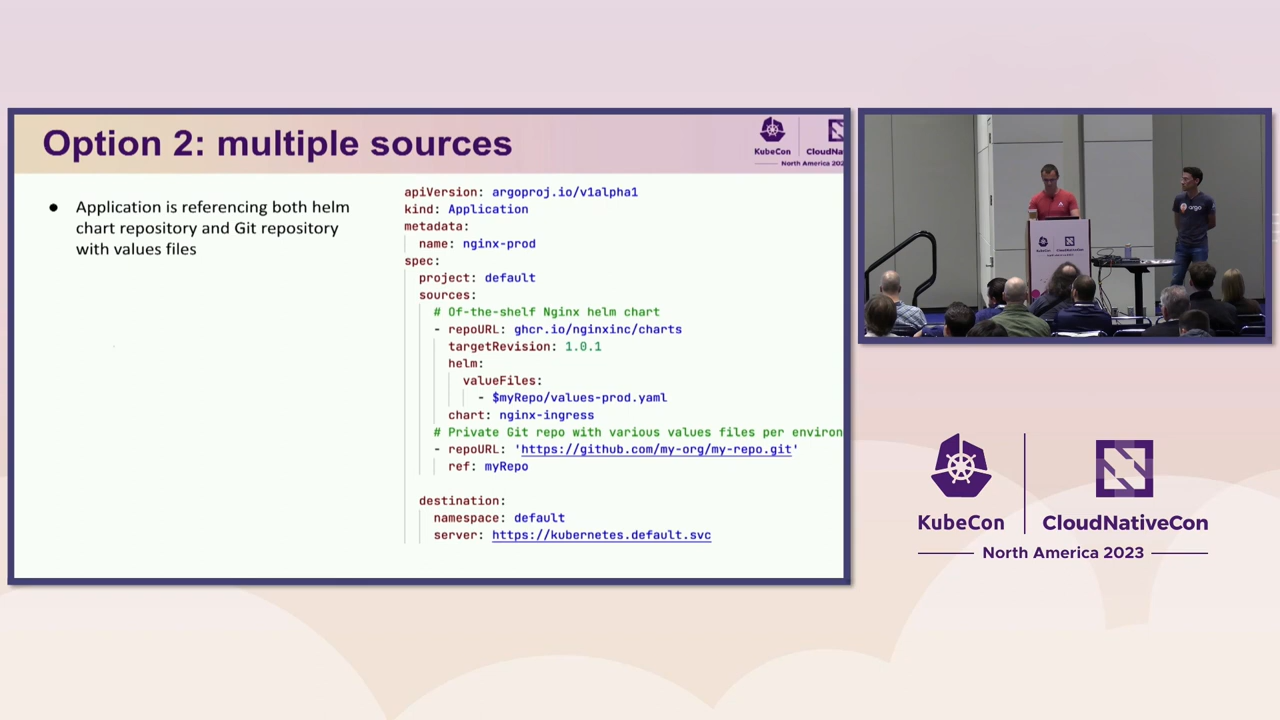 Option 2: multiple sources
KubeCon
CloudNa
North America 202
● Application is referencing both helm
chart repository and Git repository
with values files
apiVersion: argoproj.io/v1alpha1
kind: Application
metadata:
name: nginx-prod
spec:
project: default
sources:
# Of-the-shelf Nginx helm chart
- repoURL: ghcr.io/nginxinc/charts
targetRevision: 1.0.1
helm:
valueFiles:
- $myRepo/values-prod.yaml
chart: nginx-ingress
# Private Git repo with various values files per environ
- repoURL: 'https://github.com/my-org/my-repo.git'
ref: myRepo
destination:
namespace: default
server: https://kubernetes.default.svc
argo
KubeCon
CloudNativeCon
North America 2023